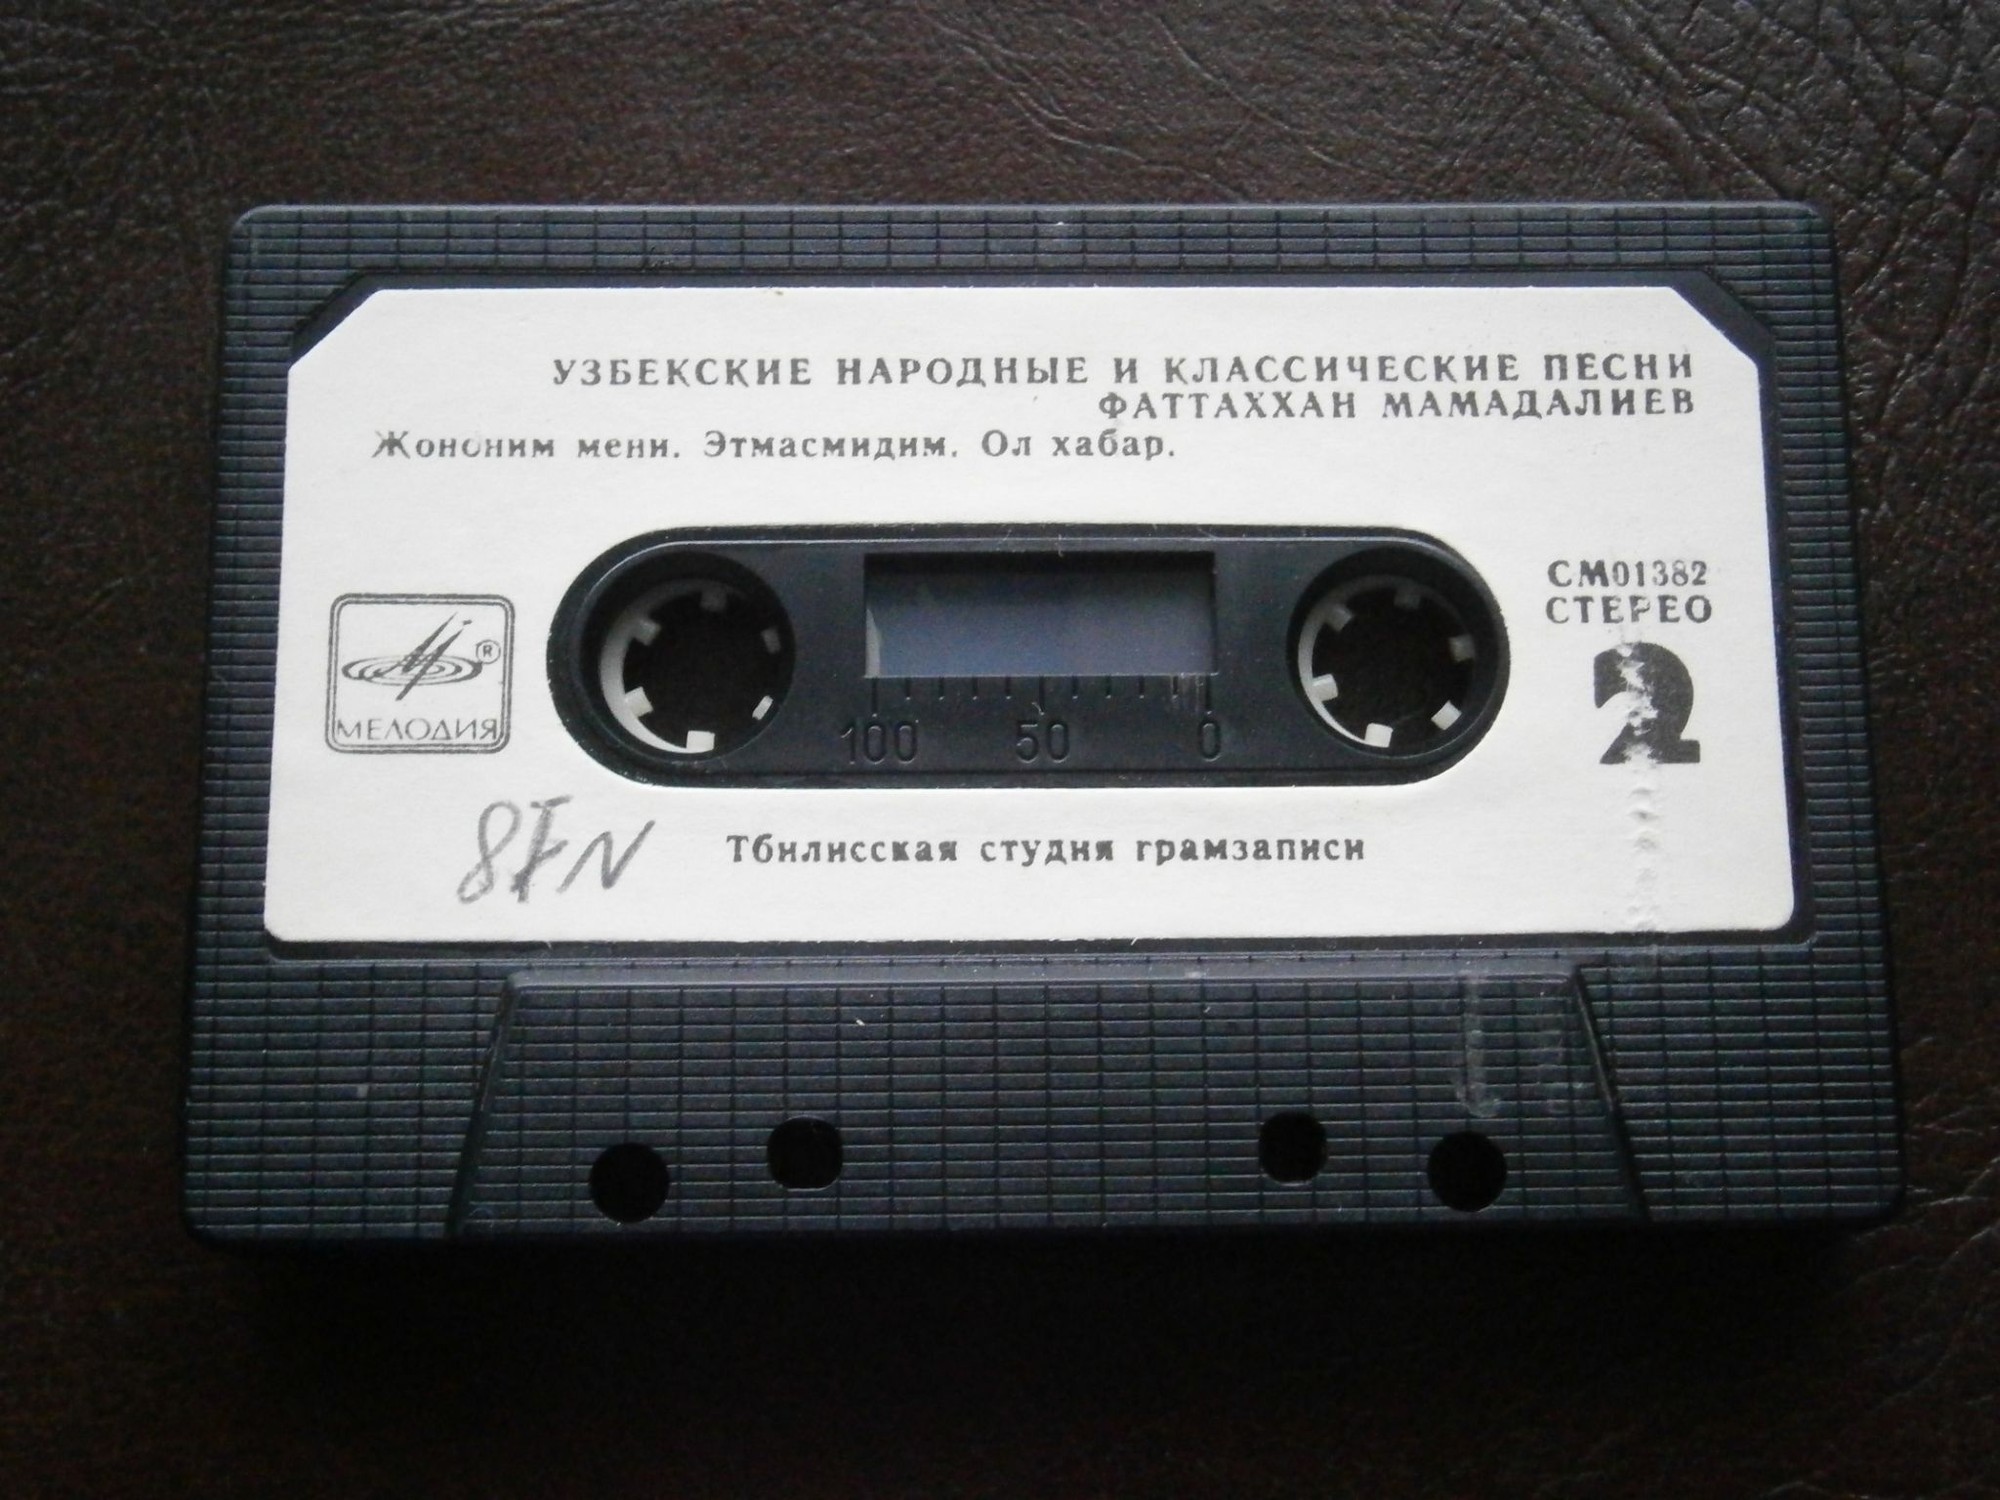 УЗБЕКСКИЕ НАРОДНЫЕ И КЛАССИЧЕСКИЕ ПЕСНИ
ФАТТАХХАН МАМАДАЛИЕВ
Жононим мени. Этмасмидим. Ол хабар.
СМ01382
СТЕРЕО
2
®
МЕЛОДИЯ
100 50 0
Тбилисская студия грамзаписи